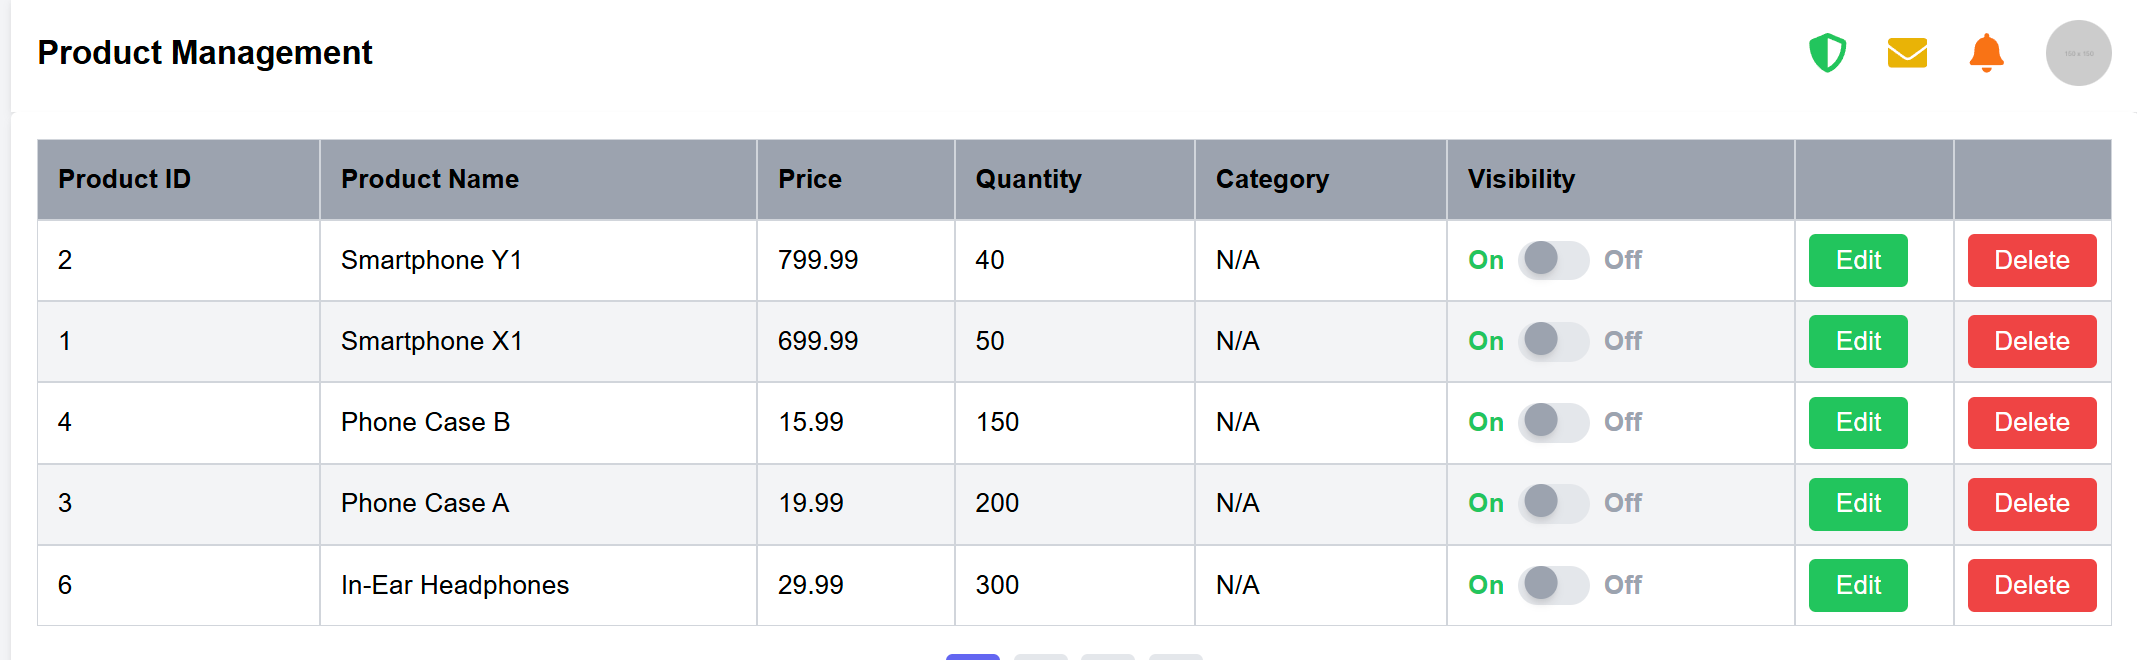 Product Management
150 x 150
Product ID Product Name Price Quantity Category Visibility
2 Smartphone Y1 799.99 40 N/A On Off Edit Delete
1 Smartphone X1 699.99 50 N/A On Off Edit Delete
4 Phone Case B 15.99 150 N/A On Off Edit Delete
3 Phone Case A 19.99 200 N/A On Off Edit Delete
6 In-Ear Headphones 29.99 300 N/A On Off Edit Delete